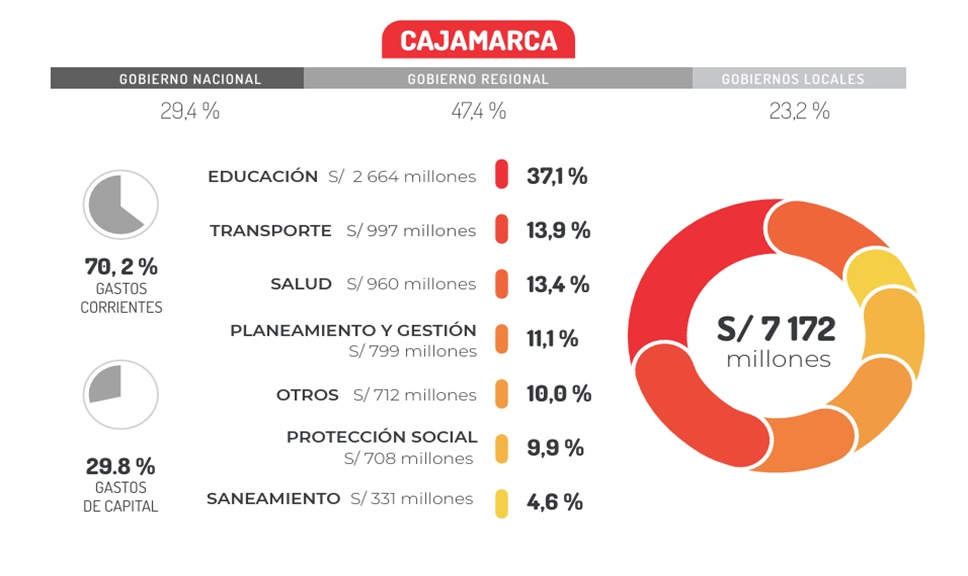 CAJAMARCA
GOBIERNO NACIONAL GOBIERNO REGIONAL GOBIERNOS LOCALES
29,4 % 47,4 % 23,2 %
70, 2 %
GASTOS
CORRIENTES
29.8 %
GASTOS
DE CAPITAL
EDUCACIÓN S/ 2 664 millones 37,1 %
TRANSPORTE S/ 997 millones 13,9 %
SALUD S/ 960 millones 13,4 %
PLANEAMIENTO Y GESTIÓN
S/ 799 millones 11,1 %
OTROS S/ 712 millones 10,0 %
PROTECCIÓN SOCIAL
S/ 708 millones 9,9 %
SANEAMIENTO S/ 331 millones 4,6 %
S/ 7 172
millones